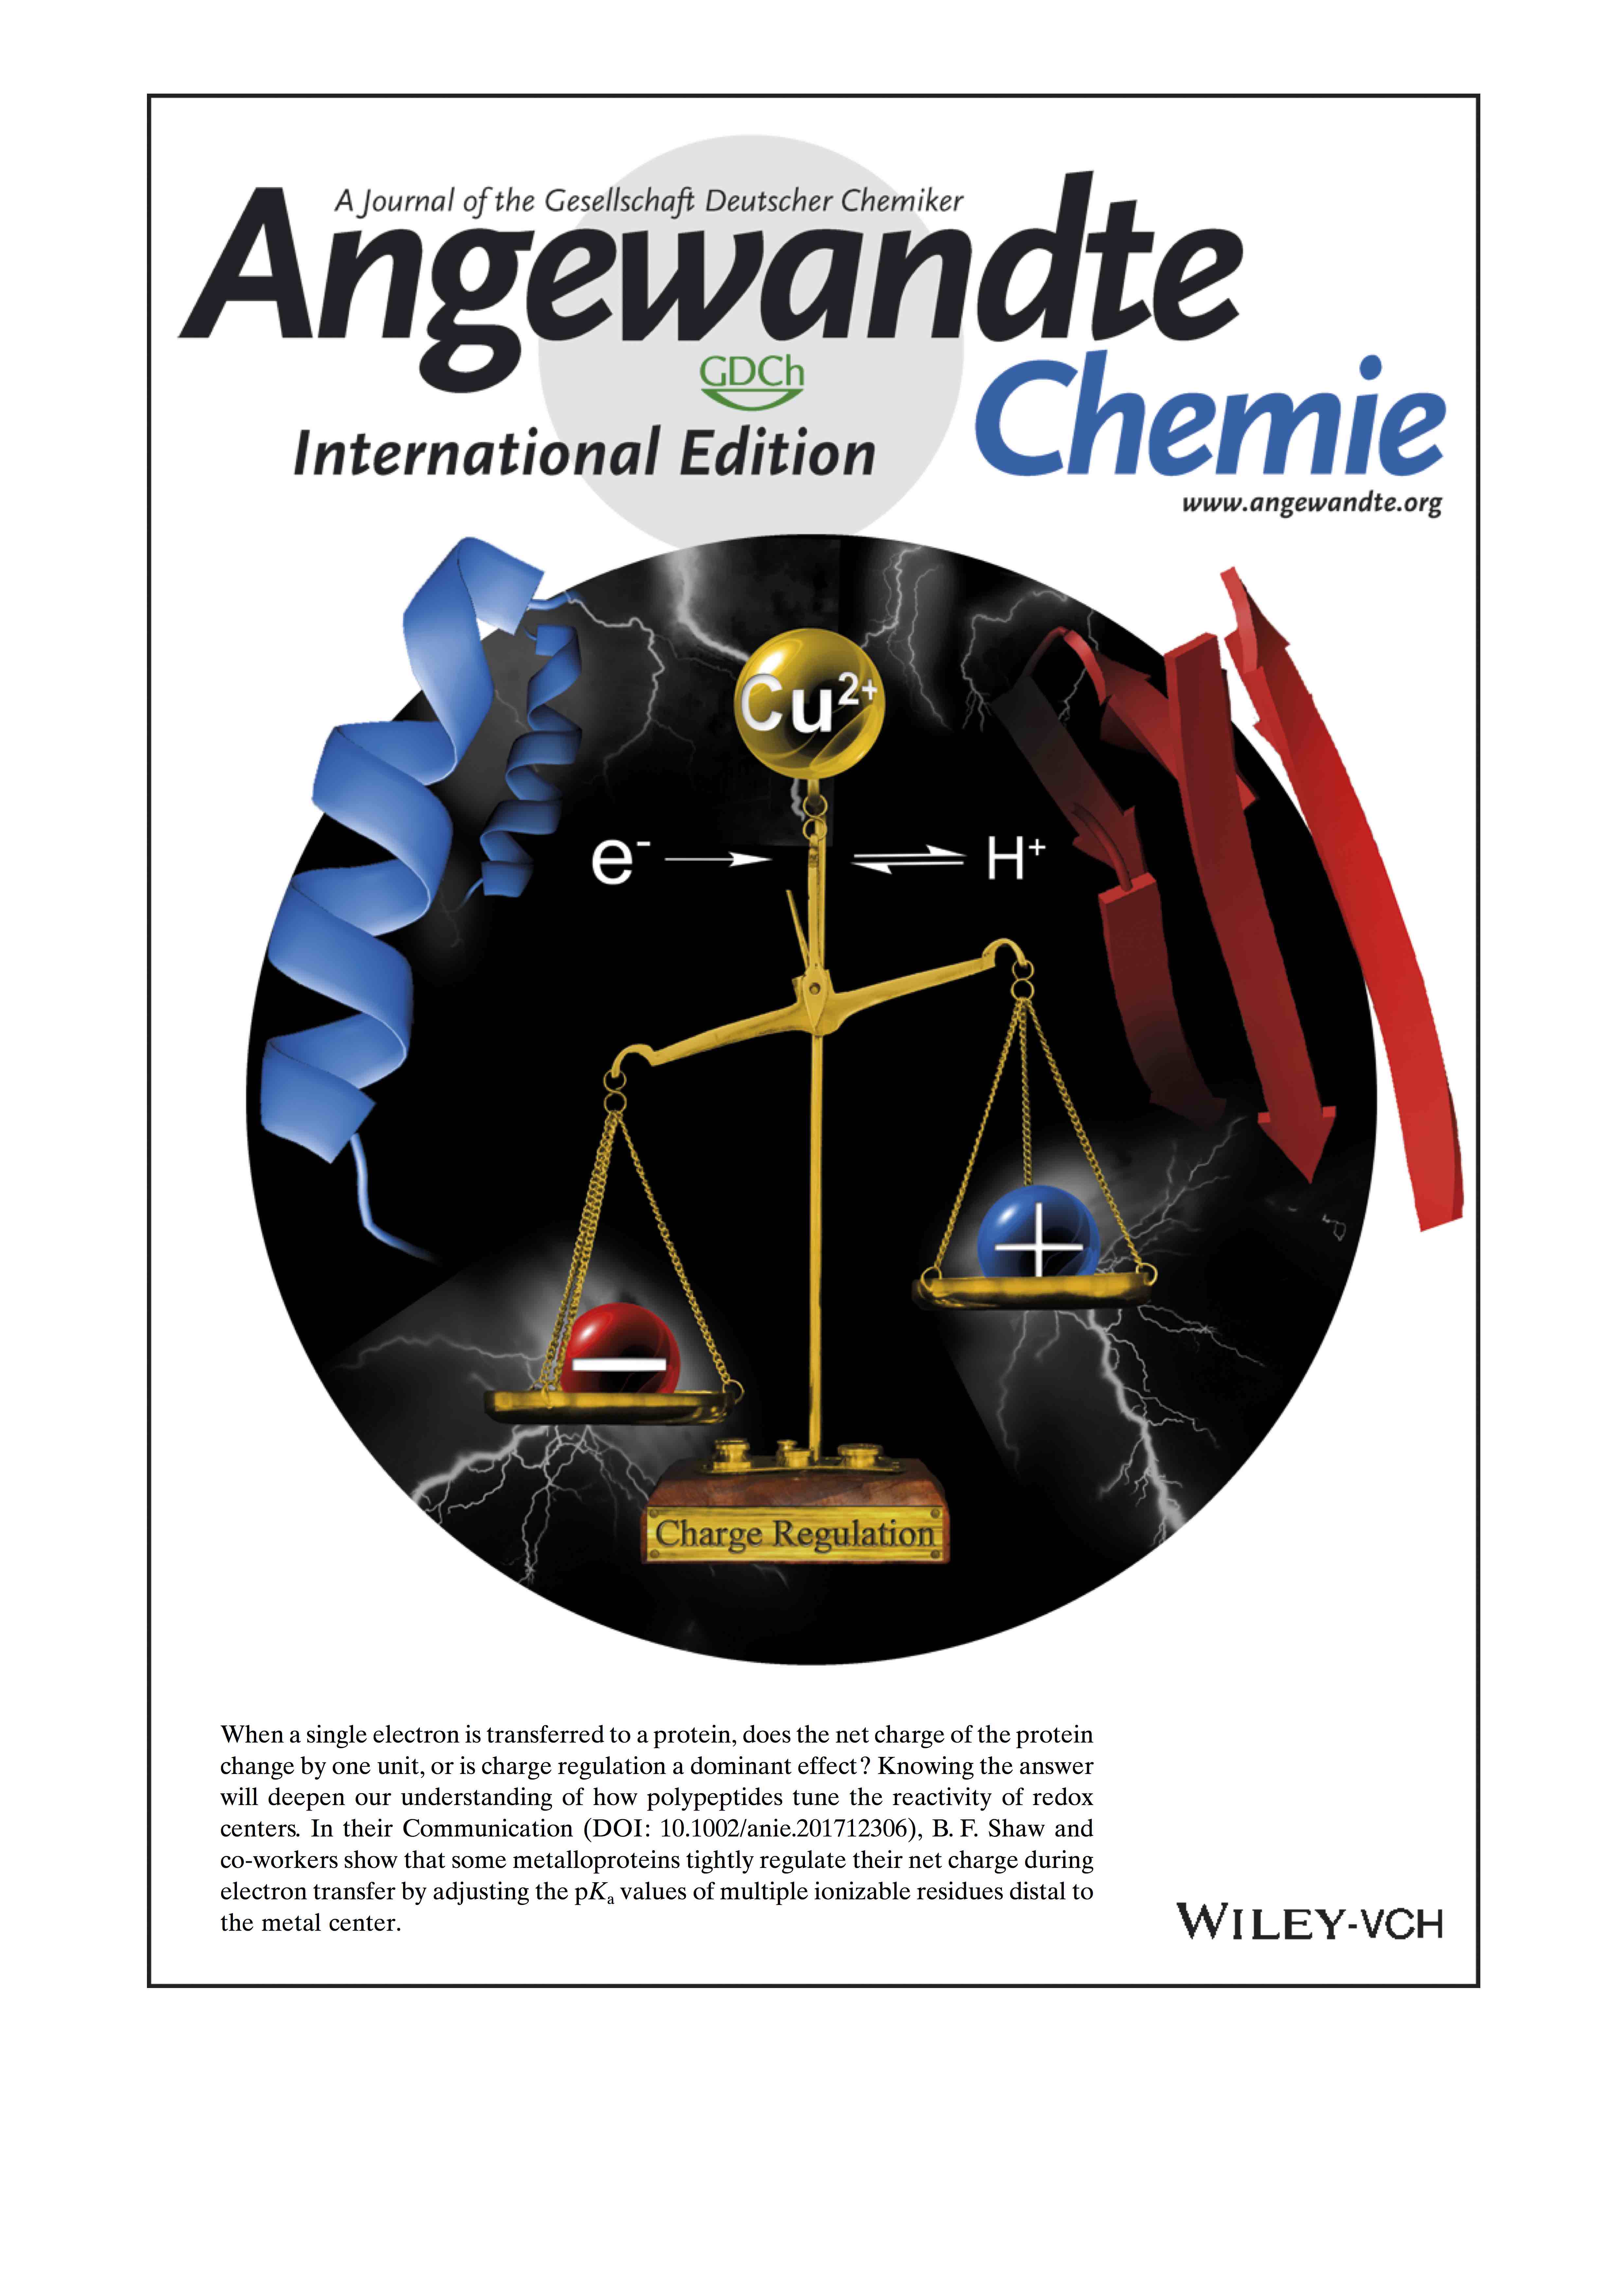 A Journal of the Gesellschaft Deutscher Chemiker
Angewandte
GDCh
Chemie
International Edition
www.angewandte.org
Cu²⁺
e⁻
H⁺
+
−
Charge Regulation
When a single electron is transferred to a protein, does the net charge of the protein
change by one unit, or is charge regulation a dominant effect? Knowing the answer
will deepen our understanding of how polypeptides tune the reactivity of redox
centers. In their Communication (DOI: 10.1002/anie.201712306), B. F. Shaw and
co-workers show that some metalloproteins tightly regulate their net charge during
electron transfer by adjusting the pKₐ values of multiple ionizable residues distal to
the metal center.
WILEY-VCH